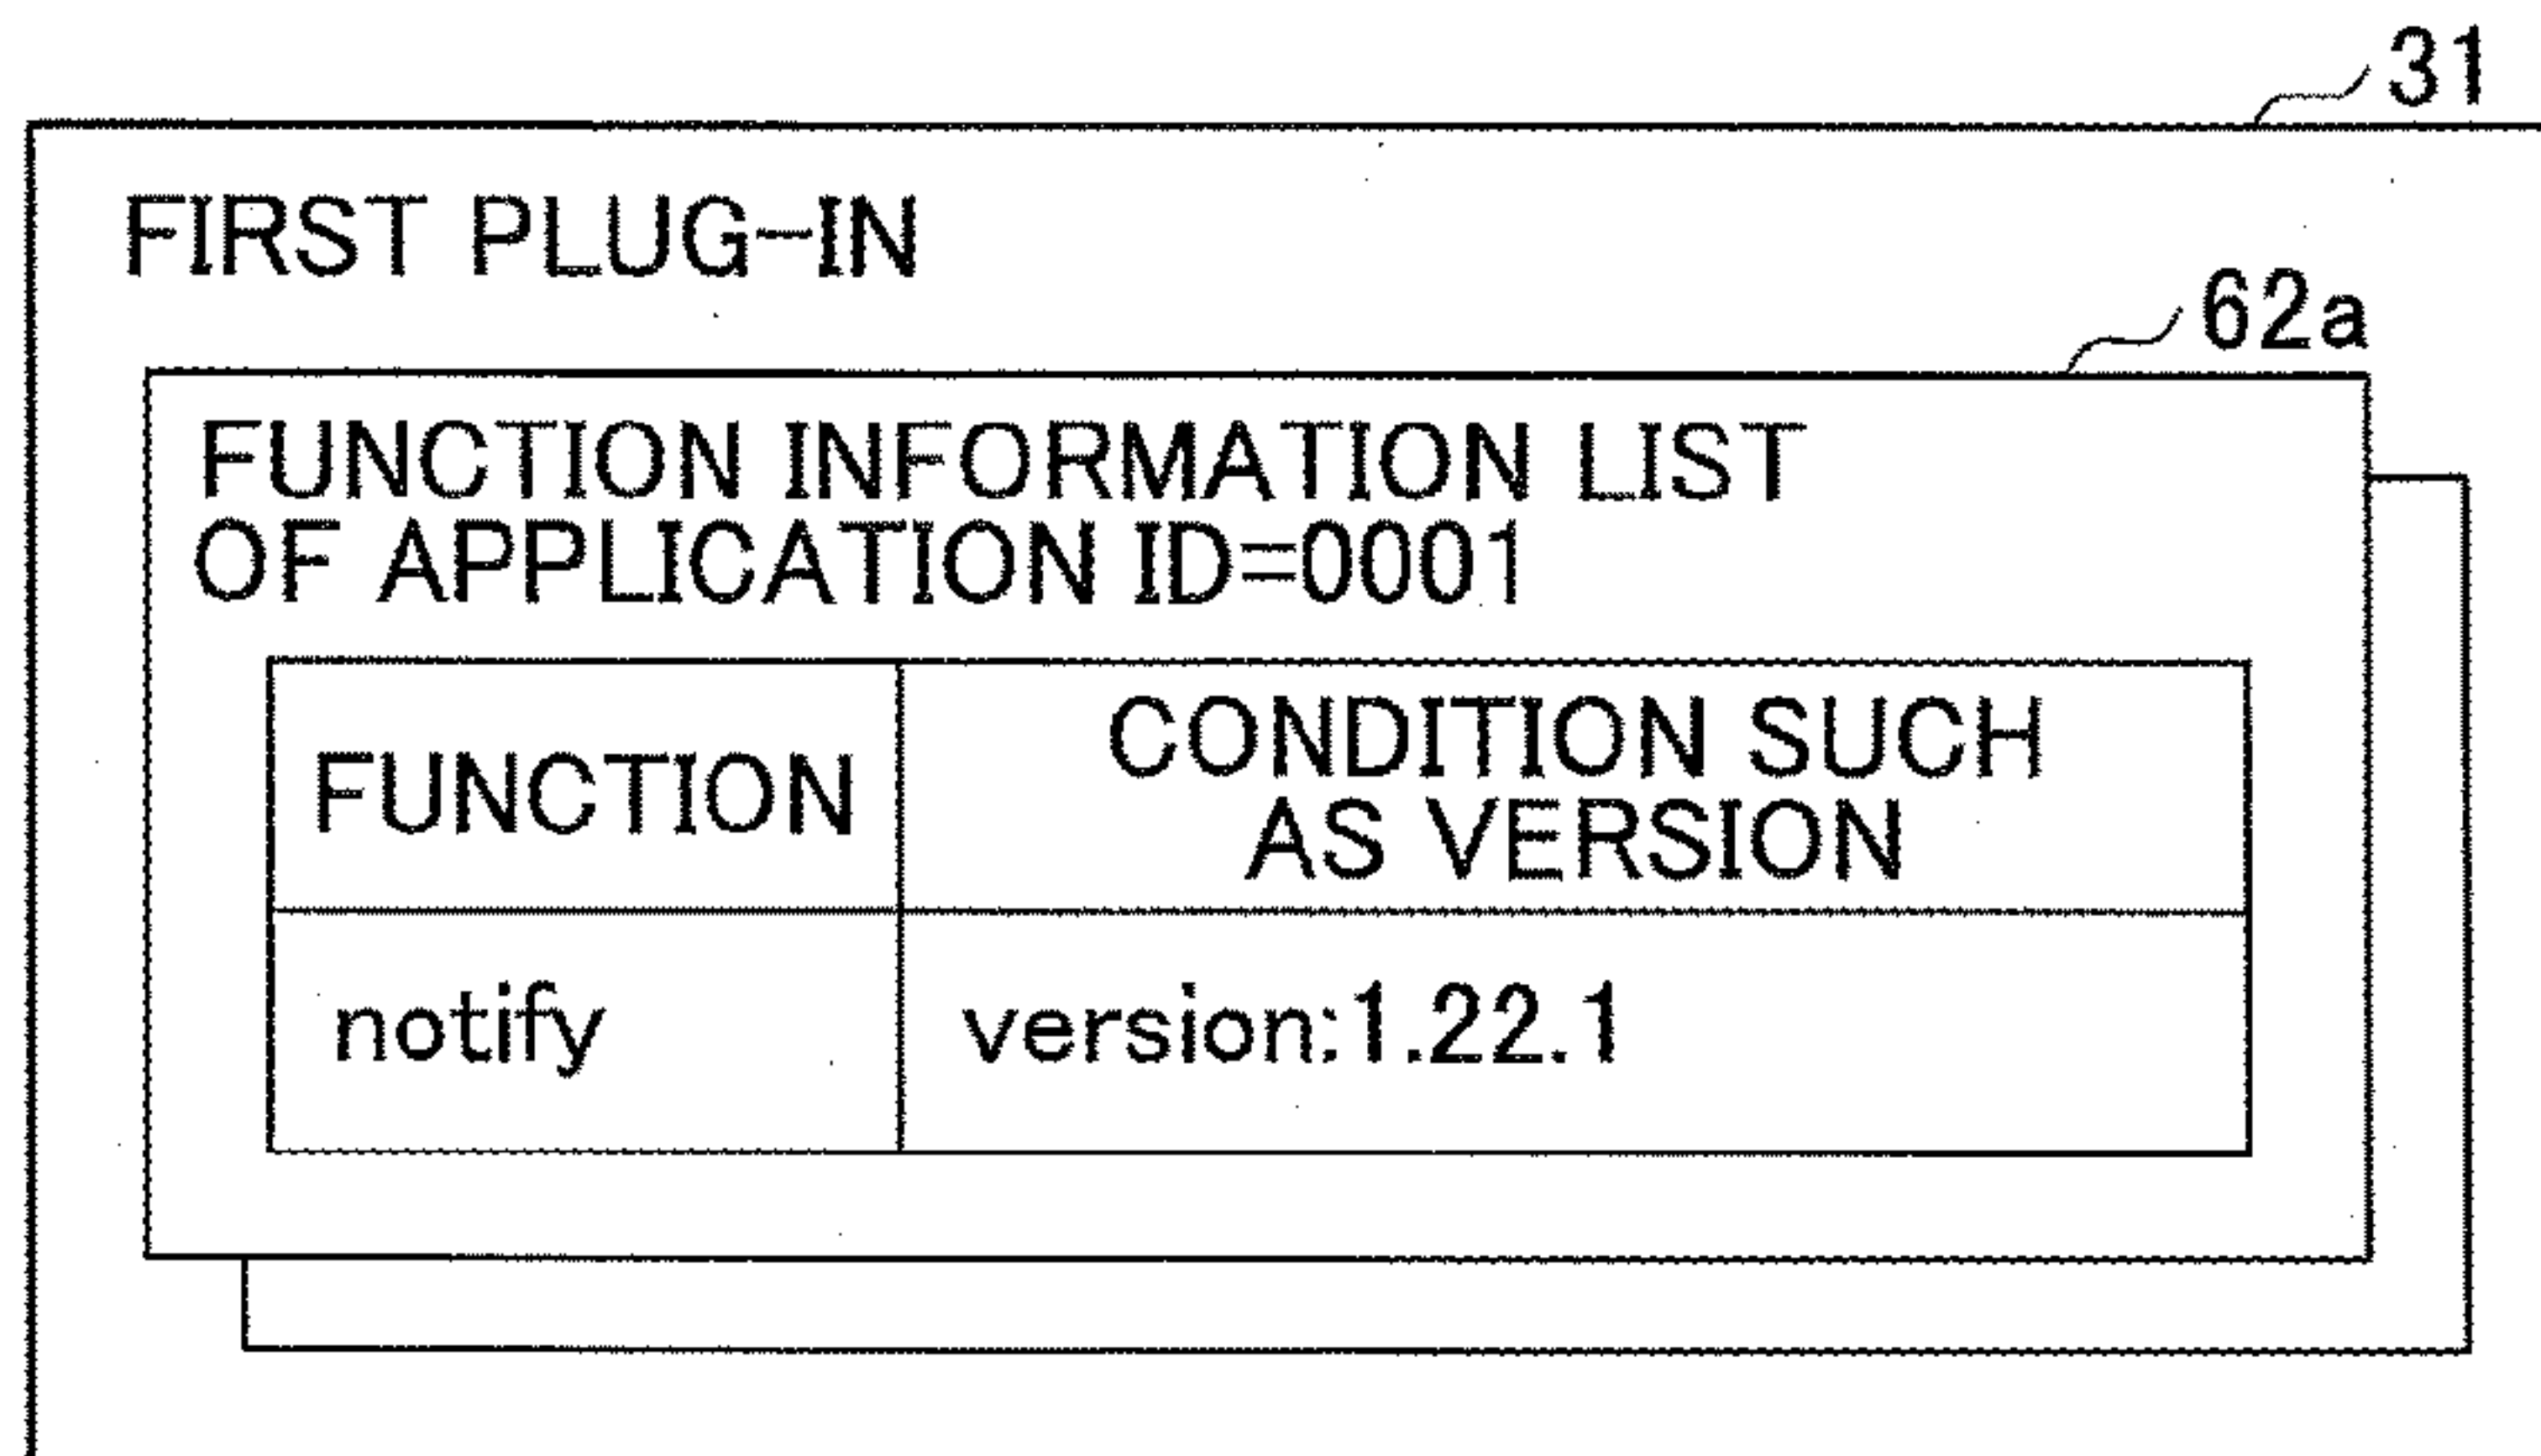 31
FIRST PLUG-IN
62a
FUNCTION INFORMATION LIST
OF APPLICATION ID=0001
FUNCTION
CONDITION SUCH
AS VERSION
notify
version:1.22.1